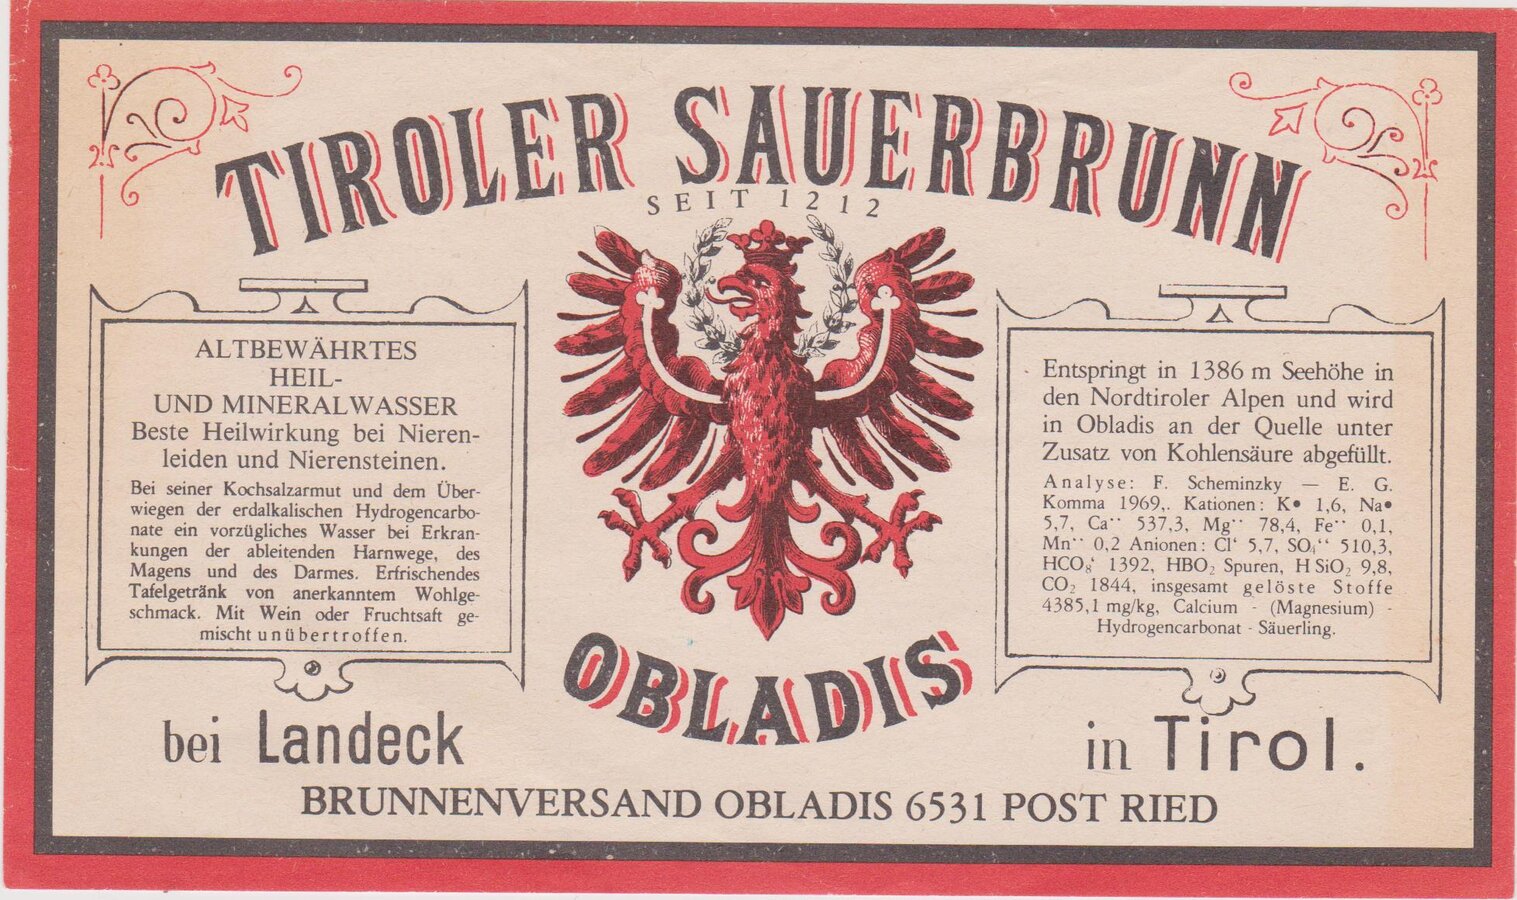 TIROLER SAUERBRUNN
SEIT 1212
ALTBEWÄHRTES
HEIL-
UND MINERALWASSER
Beste Heilwirkung bei Nieren-
leiden und Nierensteinen.
Bei seiner Kochsalzarmut und dem Über-
wiegen der erdalkalischen Hydrogencarbo-
nate ein vorzügliches Wasser bei Erkran-
kungen der ableitenden Harnwege, des
Magens und des Darmes. Erfrischendes
Tafelgetränk von anerkanntem Wohlge-
schmack. Mit Wein oder Fruchtsaft ge-
mischt unübertroffen.
Entspringt in 1386 m Seehöhe in
den Nordtiroler Alpen und wird
in Obladis an der Quelle unter
Zusatz von Kohlensäure abgefüllt.
Analyse: F. Scheminzky — E. G.
Komma 1969,. Kationen: K• 1,6, Na•
5,7, Ca·· 537,3, Mg·· 78,4, Fe·· 0,1,
Mn·· 0,2 Anionen: Cl‘ 5,7, SO₄‘‘ 510,3,
HCO₈‘ 1392, HBO₂ Spuren, H SiO₂ 9,8,
CO₂ 1844, insgesamt gelöste Stoffe
4385,1 mg/kg, Calcium - (Magnesium) -
Hydrogencarbonat - Säuerling.
OBLADIS
bei Landeck
in Tirol.
BRUNNENVERSAND OBLADIS 6531 POST RIED